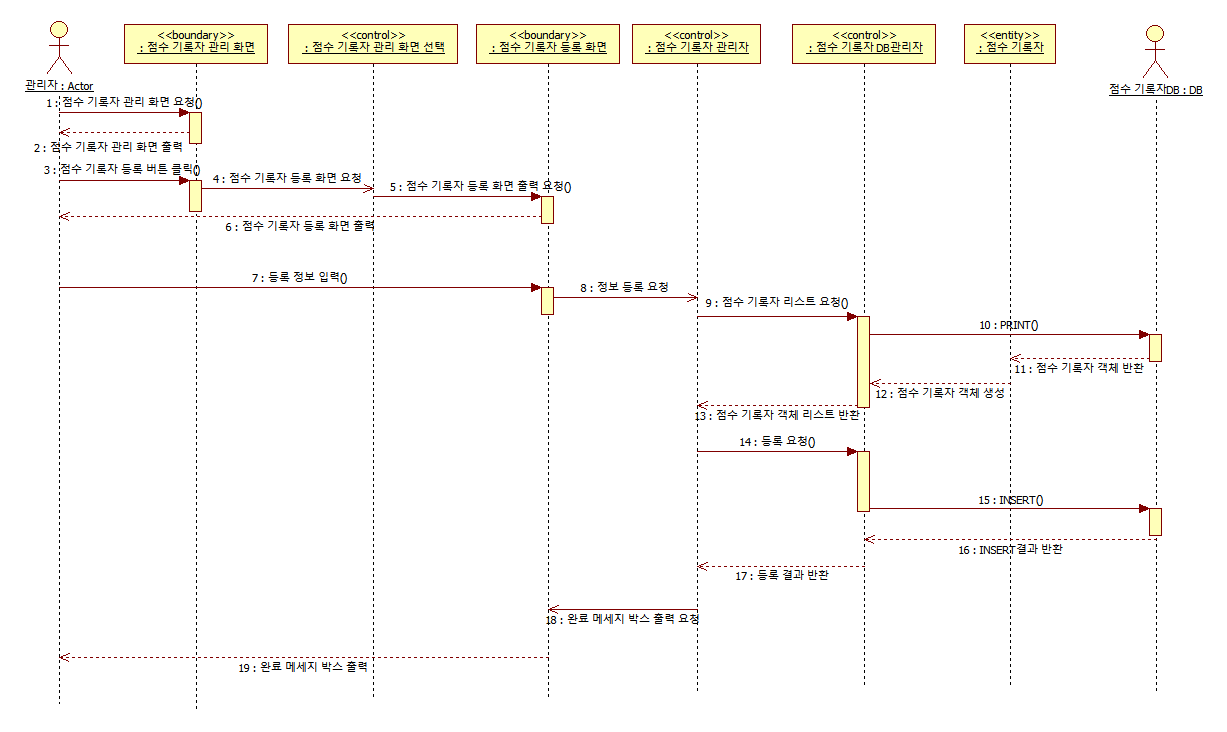 <<boundary>>
: 점수 기록자 관리 화면
<<control>>
: 점수 기록자 관리 화면 선택
<<boundary>>
: 점수 기록자 등록 화면
<<control>>
: 점수 기록자 관리자
<<control>>
: 점수 기록자 DB관리자
<<entity>>
: 점수 기록자
관리자 : Actor
점수 기록자DB : DB
1 : 점수 기록자 관리 화면 요청()
2 : 점수 기록자 관리 화면 출력
3 : 점수 기록자 등록 버튼 클릭()
4 : 점수 기록자 등록 화면 요청
5 : 점수 기록자 등록 화면 출력 요청()
6 : 점수 기록자 등록 화면 출력
7 : 등록 정보 입력()
8 : 정보 등록 요청
9 : 점수 기록자 리스트 요청()
10 : PRINT()
11 : 점수 기록자 객체 반환
12 : 점수 기록자 객체 생성
13 : 점수 기록자 객체 리스트 반환
14 : 등록 요청()
15 : INSERT()
16 : INSERT결과 반환
17 : 등록 결과 반환
18 : 완료 메세지 박스 출력 요청
19 : 완료 메세지 박스 출력